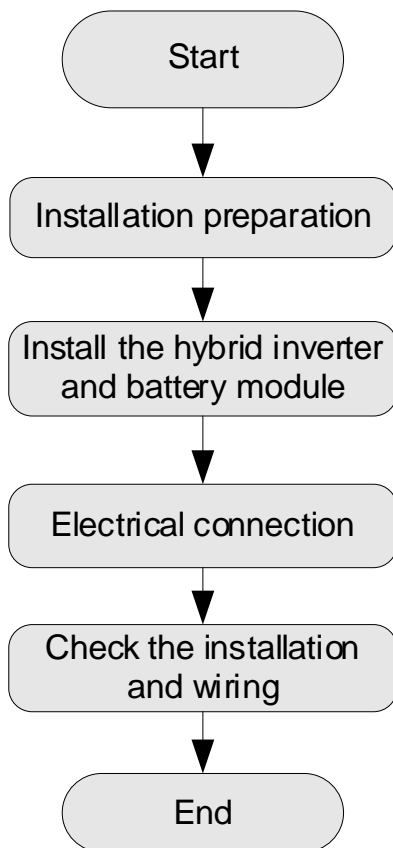 Start
Installation preparation
Install the hybrid inverter
and battery module
Electrical connection
Check the installation
and wiring
End